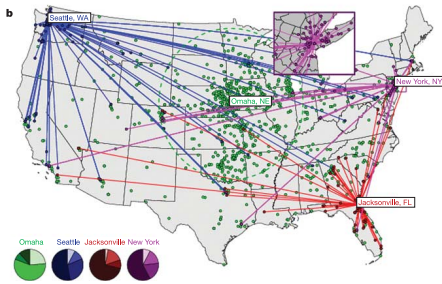 b
Seattle, WA
New York, NY
Omaha, NE
Jacksonville, FL
Omaha Seattle Jacksonville New York